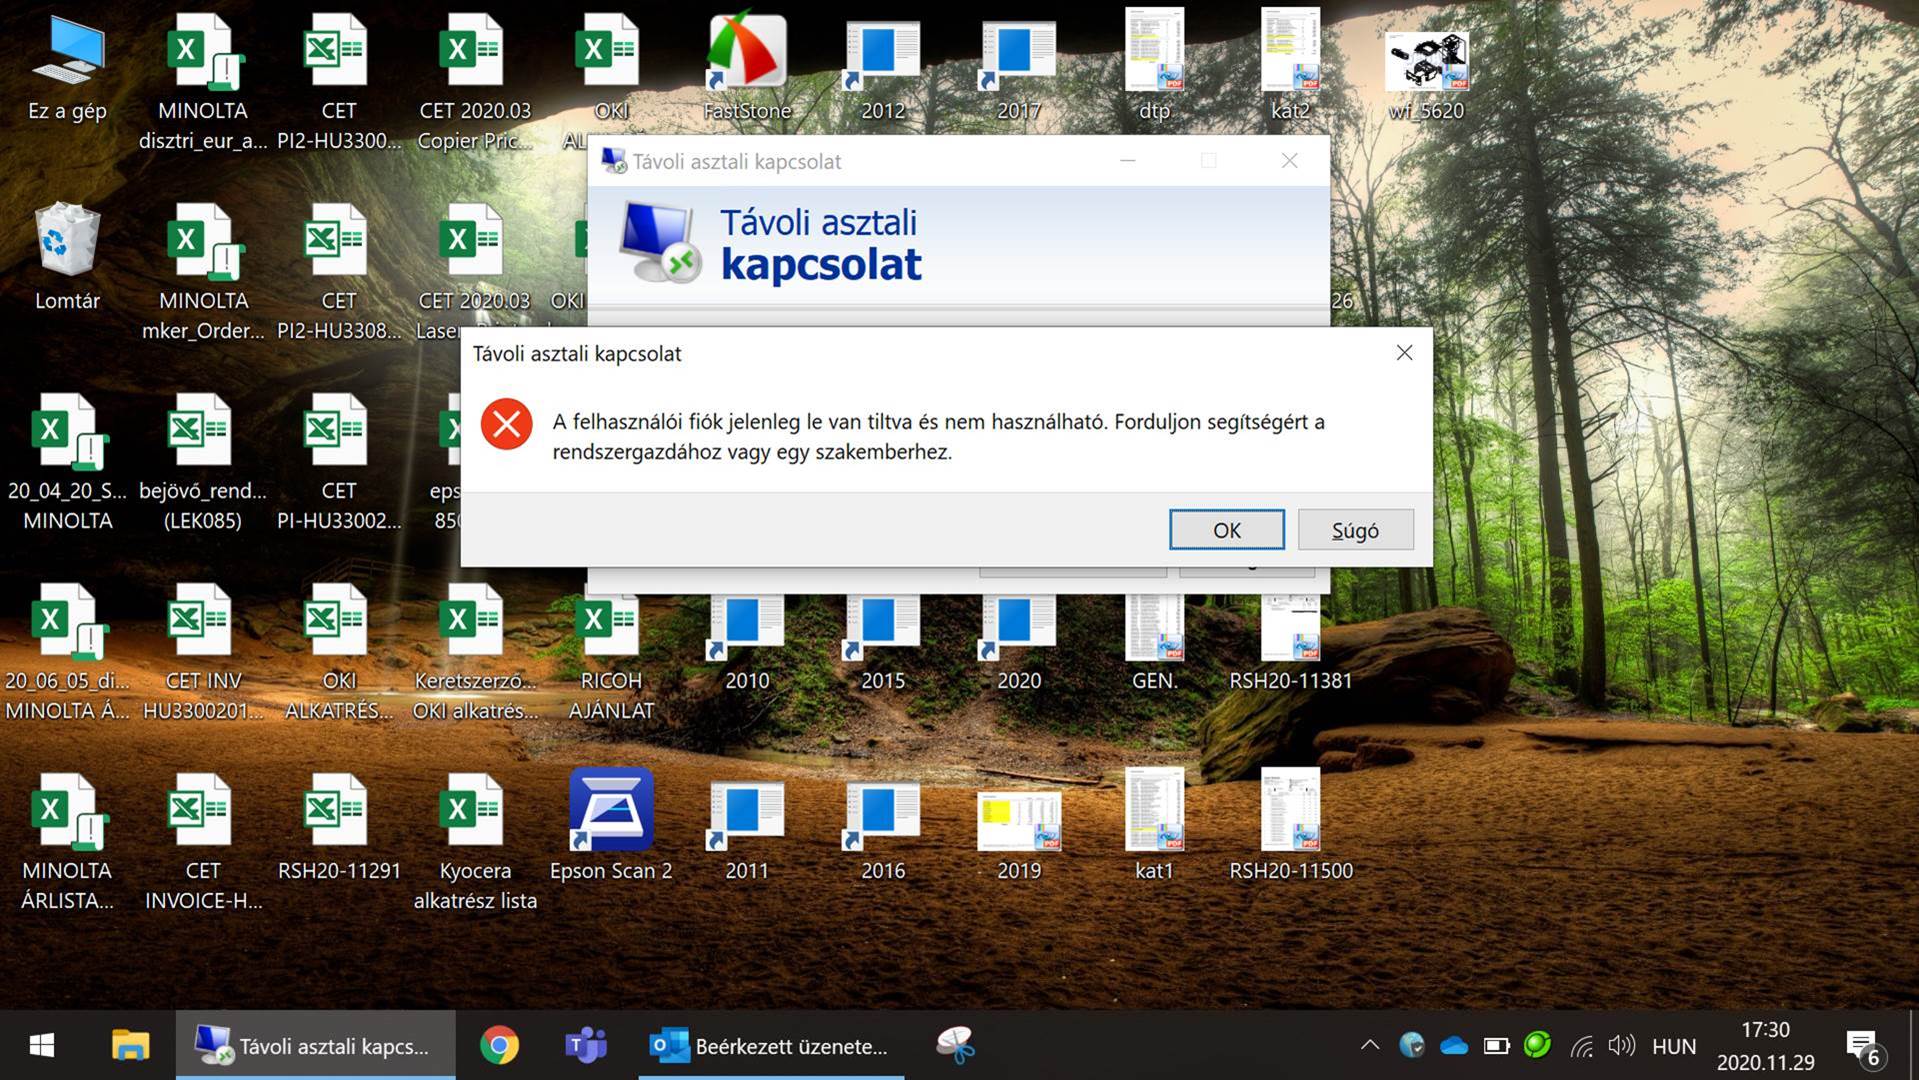 Ez a gép
MINOLTA
disztri_eur_a...
CET
PI2-HU3300...
CET 2020.03
Copier Pric...
OKI
FastStone
2012
2017
dtp
kat2
wf_5620
Távoli asztali kapcsolat
Távoli asztali
kapcsolat
Lomtár
MINOLTA
mker_Order...
CET
PI2-HU3308...
CET 2020.03
OKI
26
Távoli asztali kapcsolat
A felhasználói fiók jelenleg le van tiltva és nem használható. Forduljon segítségért a
rendszergazdához vagy egy szakemberhez.
OK
Súgó
20_04_20_S...
MINOLTA
bejövő_rend...
(LEK085)
CET
PI-HU33002...
20_06_05_di...
MINOLTA Á...
CET INV
HU3300201...
OKI
ALKATRÉS...
Keretszerző...
OKI alkatrés...
RICOH
AJÁNLAT
2010
2015
2020
GEN.
RSH20-11381
MINOLTA
ÁRLISTA...
CET
INVOICE-H...
RSH20-11291
Kyocera
alkatrész lista
Epson Scan 2
2011
2016
2019
kat1
RSH20-11500
Távoli asztali kapcs...
Beérkezett üzenete...
HUN
17:30
2020.11.29
6